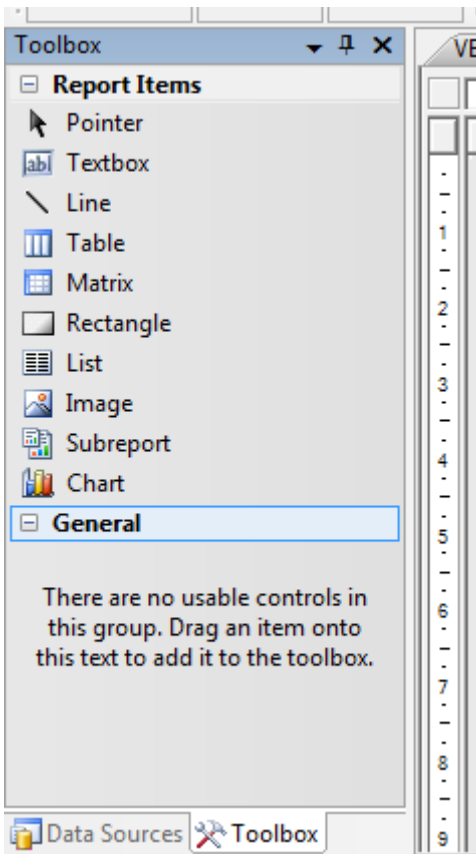 Toolbox
Report Items
Pointer
abl Textbox
Line
Table
Matrix
Rectangle
List
Image
Subreport
Chart
General
There are no usable controls in
this group. Drag an item onto
this text to add it to the toolbox.
Data Sources Toolbox
VE
1
2
3
4
5
6
7
8
9